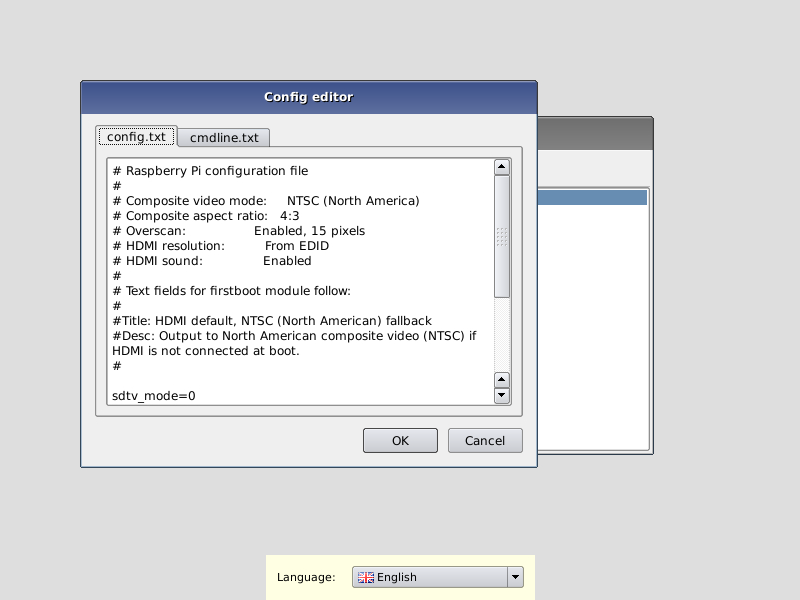 Config editor
config.txt
cmdline.txt
# Raspberry Pi configuration file
#
# Composite video mode: NTSC (North America)
# Composite aspect ratio: 4:3
# Overscan: Enabled, 15 pixels
# HDMI resolution: From EDID
# HDMI sound: Enabled
#
# Text fields for firstboot module follow:
#
#Title: HDMI default, NTSC (North American) fallback
#Desc: Output to North American composite video (NTSC) if
HDMI is not connected at boot.
#
sdtv_mode=0
OK
Cancel
Language:
English